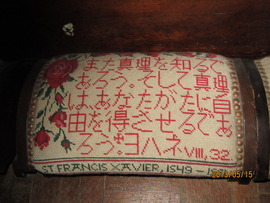 また真理を知るで
あろう。そして真理
は、あなたがたに自
由を得させるであ
ろう。ヨハネ VIII, 32.
ST FRANCIS XAVIER, 1549 -
2013/05/15